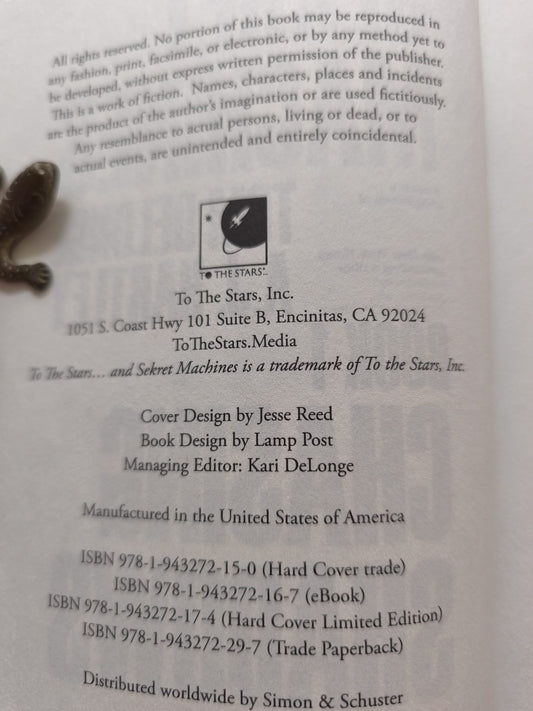 All rights reserved. No portion of this book may be reproduced in
any fashion, print, facsimile, or electronic, or by any method yet to
be developed, without express written permission of the publisher.
This is a work of fiction. Names, characters, places and incidents
are the product of the author's imagination or are used fictitiously.
Any resemblance to actual persons, living or dead, or to
actual events, are unintended and entirely coincidental.
TO THE STARS
To The Stars, Inc.
1051 S. Coast Hwy 101 Suite B, Encinitas, CA 92024
ToTheStars.Media
To The Stars... and Sekret Machines is a trademark of To the Stars, Inc.
Cover Design by Jesse Reed
Book Design by Lamp Post
Managing Editor: Kari DeLonge
Manufactured in the United States of America
ISBN 978-1-943272-15-0 (Hard Cover trade)
ISBN 978-1-943272-16-7 (eBook)
ISBN 978-1-943272-17-4 (Hard Cover Limited Edition)
ISBN 978-1-943272-29-7 (Trade Paperback)
Distributed worldwide by Simon & Schuster